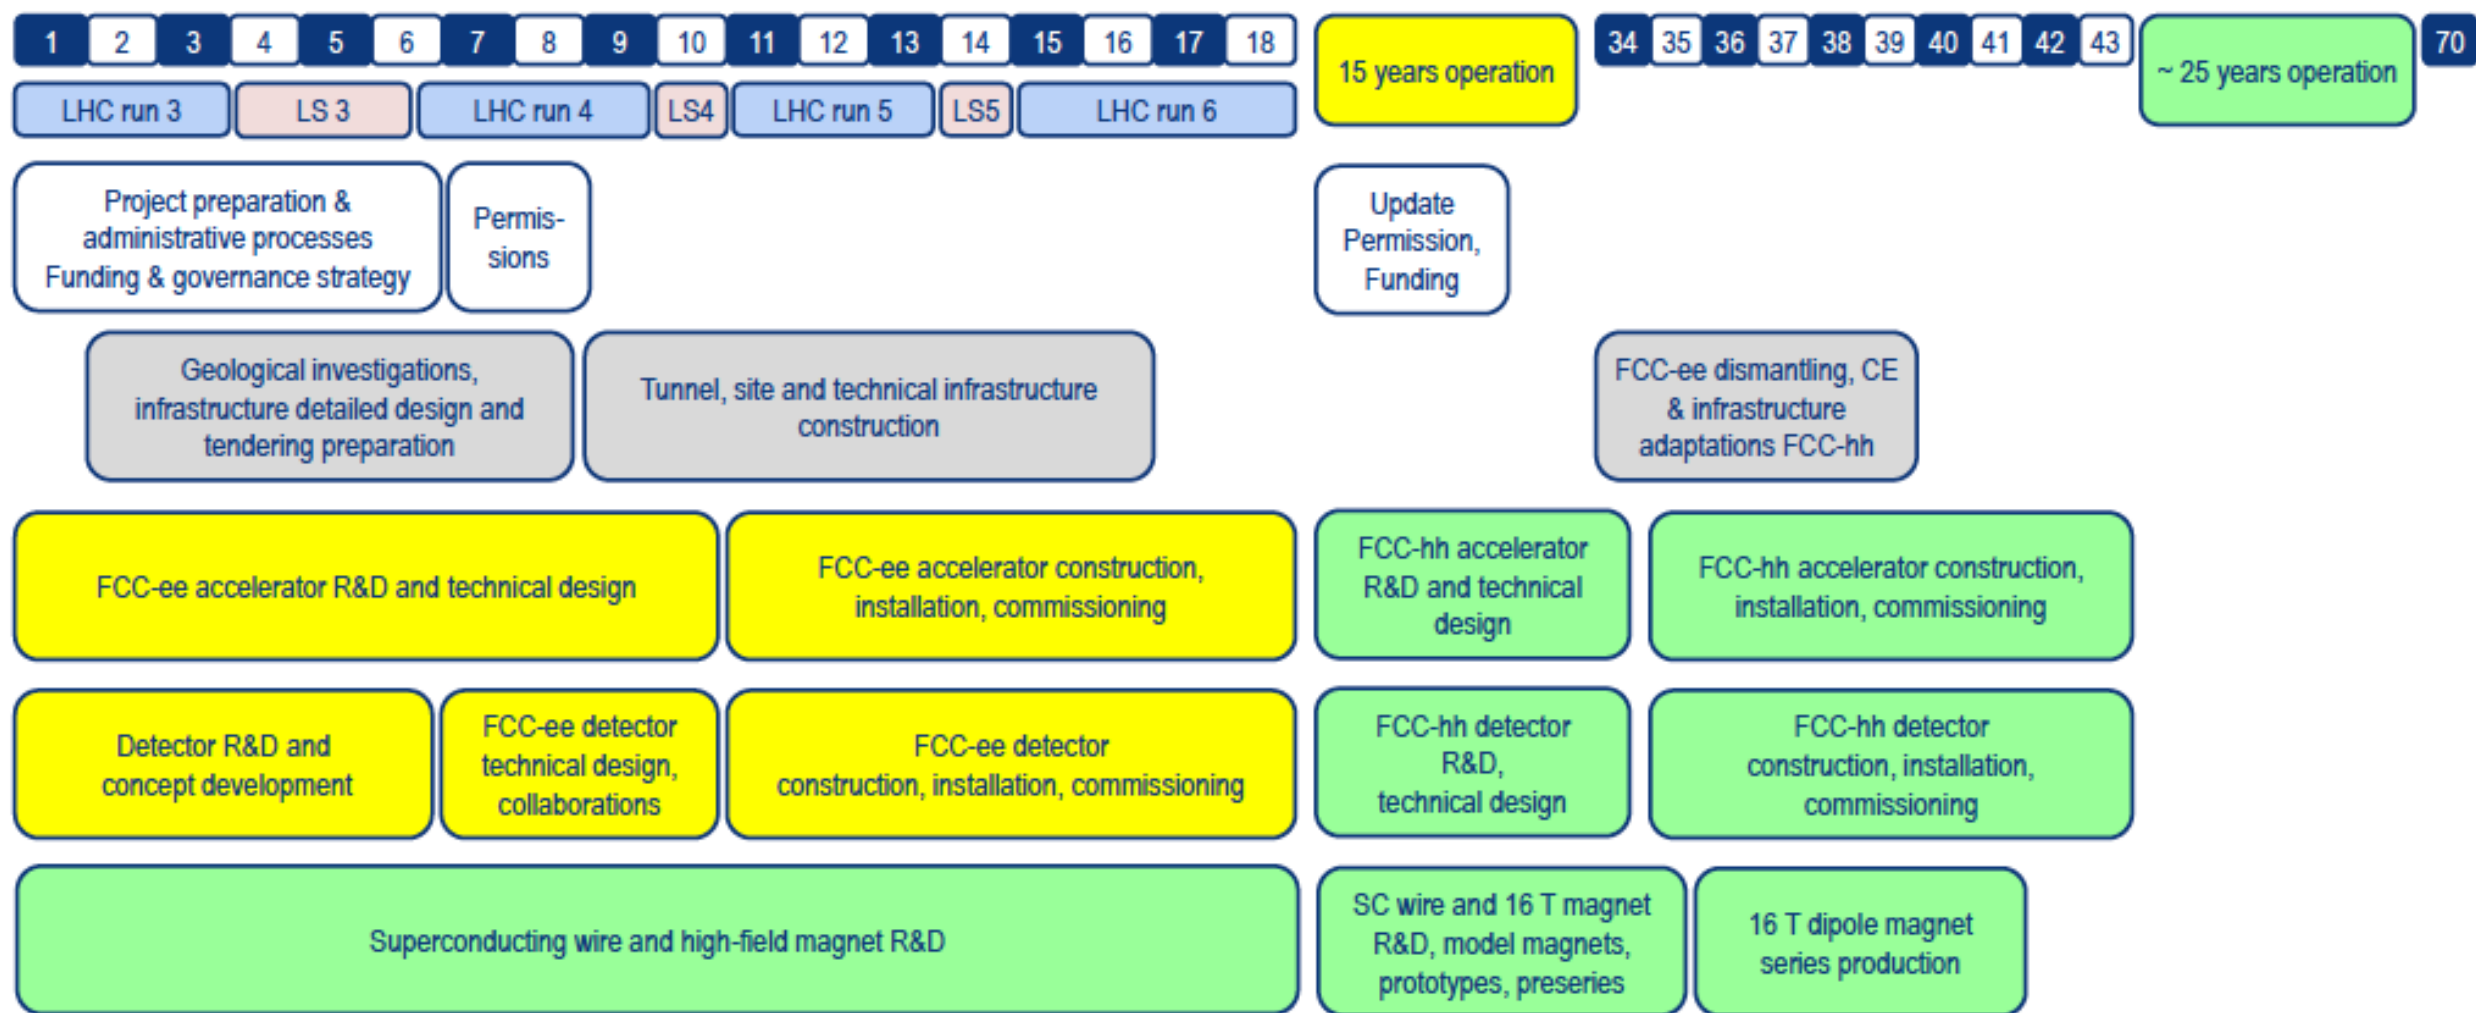 1 2 3 4 5 6 7 8 9 10 11 12 13 14 15 16 17 18
15 years operation
34 35 36 37 38 39 40 41 42 43
~ 25 years operation
70
LHC run 3
LS 3
LHC run 4
LS4
LHC run 5
LS5
LHC run 6
Project preparation &
administrative processes
Funding & governance strategy
Permis-
sions
Update
Permission,
Funding
Geological investigations,
infrastructure detailed design and
tendering preparation
Tunnel, site and technical infrastructure
construction
FCC-ee dismantling, CE
& infrastructure
adaptations FCC-hh
FCC-ee accelerator R&D and technical design
FCC-ee accelerator construction,
installation, commissioning
FCC-hh accelerator
R&D and technical
design
FCC-hh accelerator construction,
installation, commissioning
Detector R&D and
concept development
FCC-ee detector
technical design,
collaborations
FCC-ee detector
construction, installation, commissioning
FCC-hh detector
R&D,
technical design
FCC-hh detector
construction, installation,
commissioning
Superconducting wire and high-field magnet R&D
SC wire and 16 T magnet
R&D, model magnets,
prototypes, preseries
16 T dipole magnet
series production